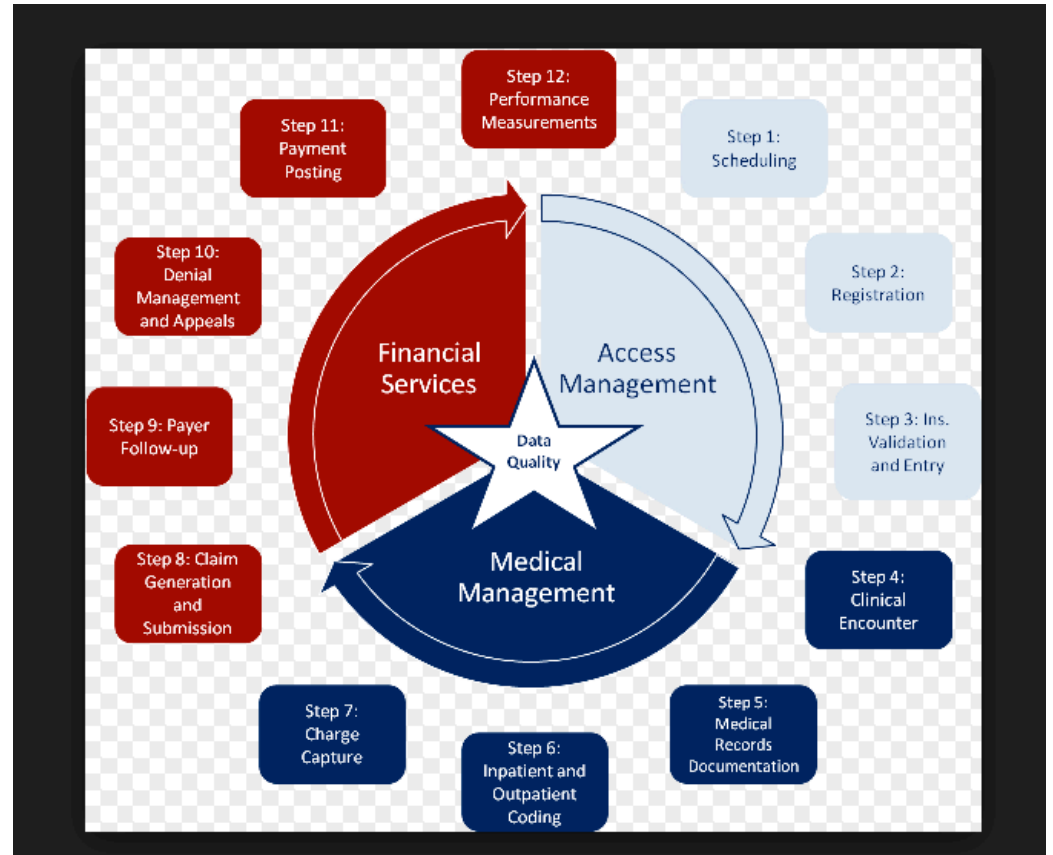 Step 12:
Performance
Measurements
Step 1:
Scheduling
Step 2:
Registration
Step 3: Ins.
Validation
and Entry
Step 4:
Clinical
Encounter
Step 5:
Medical
Records
Documentation
Step 6:
Inpatient and
Outpatient
Coding
Step 7:
Charge
Capture
Step 8: Claim
Generation
and
Submission
Step 9: Payer
Follow-up
Step 10:
Denial
Management
and Appeals
Step 11:
Payment
Posting
Financial
Services
Access
Management
Data
Quality
Medical
Management